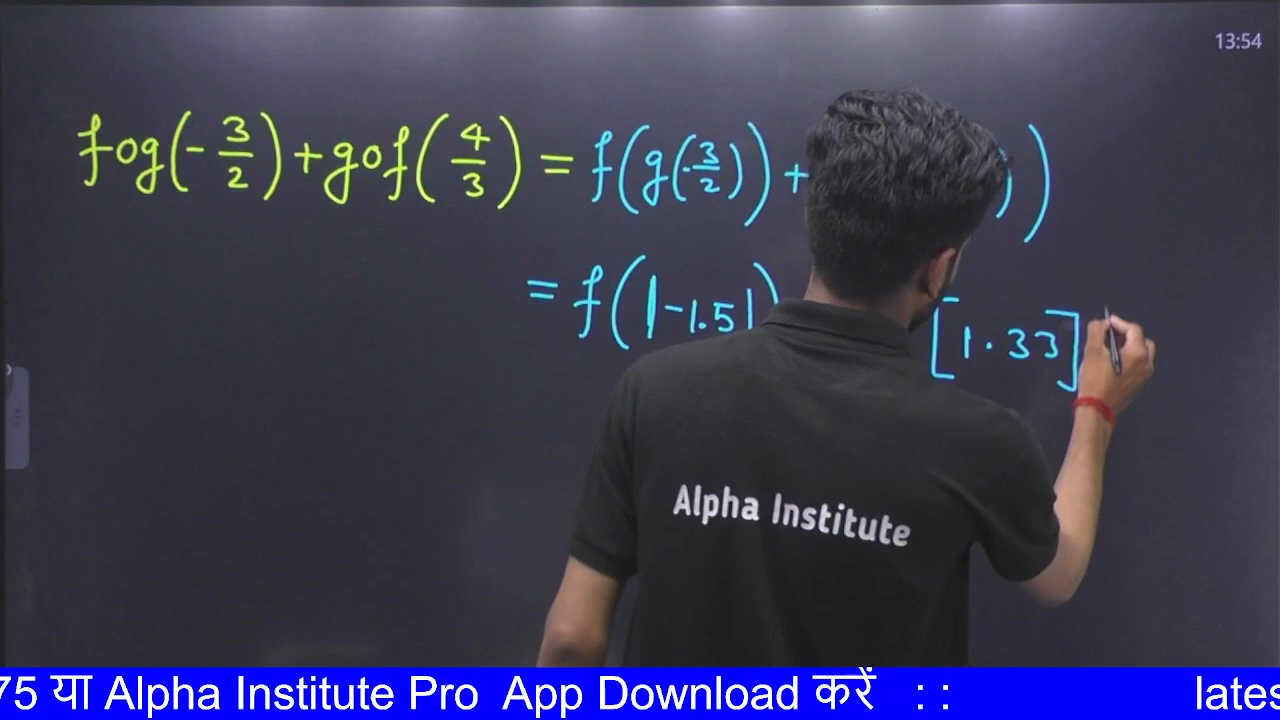 13:54
fog(-3/2)+gof(4/3) = f(g(-3/2))+ ))
= f(|-1.5|) [1.33]
Alpha Institute
75 या Alpha Institute Pro App Download करें : : lates